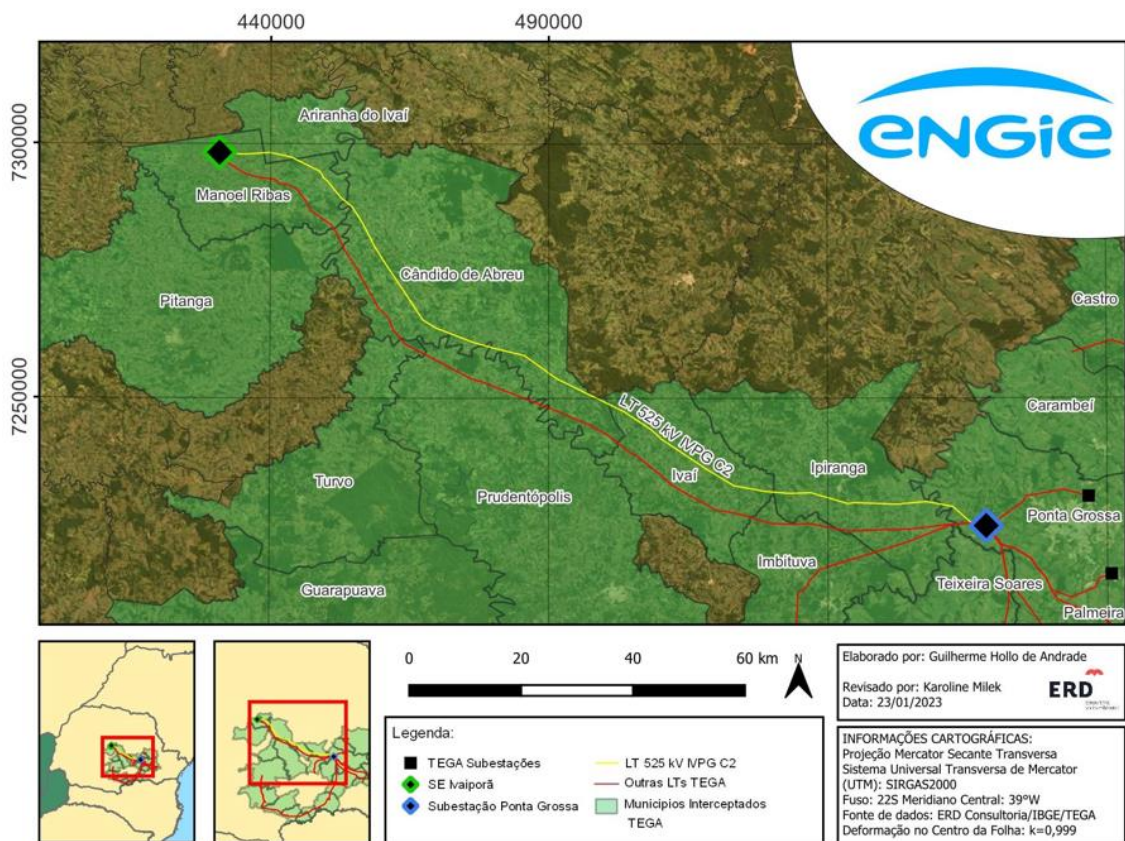 440000
490000
7300000
7250000
ENGIE
Ariranha do Ivaí
Manoel Ribas
Cândido de Abreu
Pitanga
Castro
Carambeí
LT 525 kV IVPG C2
Ipiranga
Ivaí
Turvo
Prudentópolis
Ponta Grossa
Imbituva
Teixeira Soares
Guarapuava
Palmeira
0 20 40 60 km
N
Elaborado por: Guilherme Hollo de Andrade
Revisado por: Karoline Milek
Data: 23/01/2023
ERD
INFORMAÇÕES CARTOGRÁFICAS:
Projeção Mercator Secante Transversa
Sistema Universal Transversa de Mercator
(UTM): SIRGAS2000
Fuso: 22S Meridiano Central: 39°W
Fonte de dados: ERD Consultoria/IBGE/TEGA
Deformação no Centro da Folha: k=0,999
Legenda:
TEGA Subestações
SE Ivaiporã
Subestação Ponta Grossa
LT 525 kV IVPG C2
Outras LTs TEGA
Municipios Interceptados
TEGA